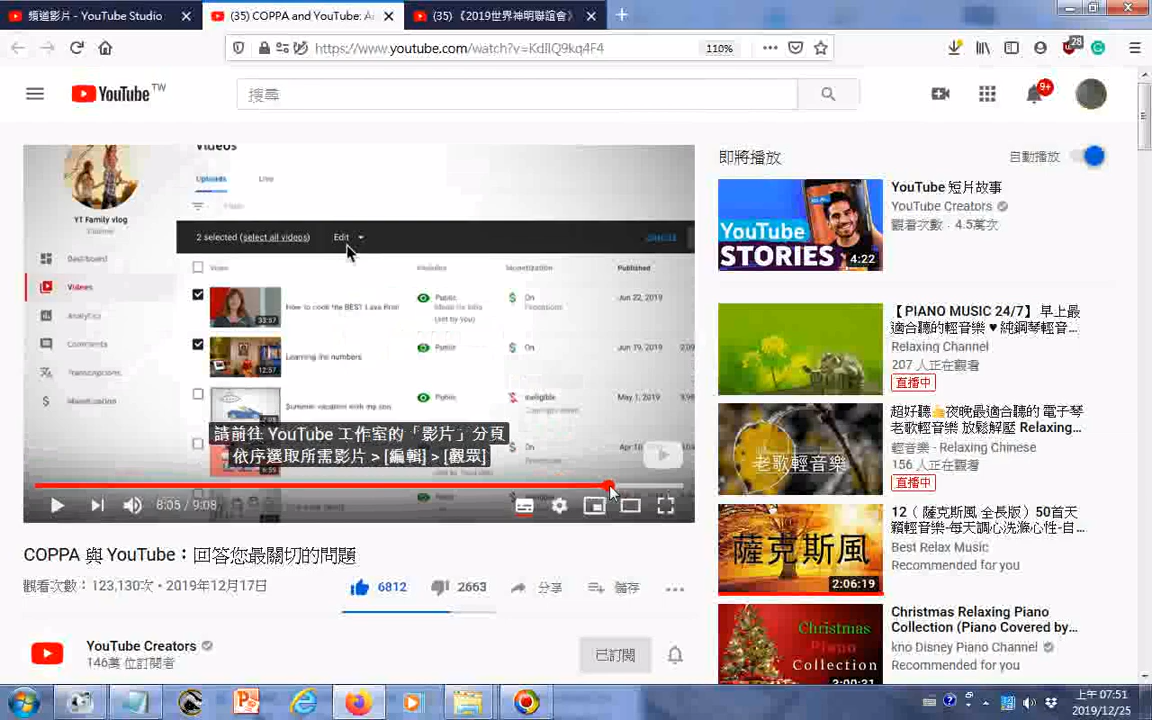 頻道影片 - YouTube Studio
(35) COPPA and YouTube: A
(35) 《2019世界神明聯誼會》
https://www.youtube.com/watch?v=KdlIQ9kq4F4
110%
28
YouTube TW
搜尋
9+
Videos
Uploads
Live
YT Family vlog
2 selected (select all videos)
Edit
Dashboard
Videos
Analytics
Comments
Transcriptions
Monetization
Monetization
Published
How to cook the BEST Lava
33:57
Public
On
Jun 22, 2019
Learning the numbers
12:57
Public
On
Jun 19, 2019
Summer vacation with my son
Public
Ineligible
May 1, 2019
請前往 YouTube 工作室的「影片」分頁
依序選取所需影片 > [編輯] > [觀眾]
8:05 / 9:08
COPPA 與 YouTube：回答您最關切的問題
觀看次數：123,130次 • 2019年12月17日
6812
2663
分享
儲存
YouTube Creators
146萬 位訂閱者
已訂閱
即將播放
自動播放
YouTube
STORIES
4:22
YouTube 短片故事
YouTube Creators
觀看次數：4.5萬次
【PIANO MUSIC 24/7】 早上最
適合聽的輕音樂 ♥ 純鋼琴輕音...
Relaxing Channel
207 人正在觀看
直播中
老歌輕音樂
超好聽👍夜晚最適合聽的 電子琴
老歌輕音樂 放鬆解壓 Relaxing...
輕音樂 - Relaxing Chinese
156 人正在觀看
直播中
薩克斯風
2:06:19
12（ 薩克斯風 全長版）50首天
籟輕音樂-每天調心洗滌心性-自...
Best Relax Music
Recommended for you
Christmas
Piano
Collection
3:00:31
Christmas Relaxing Piano
Collection (Piano Covered by...
kno Disney Piano Channel
Recommended for you
上午 07:51
2019/12/25